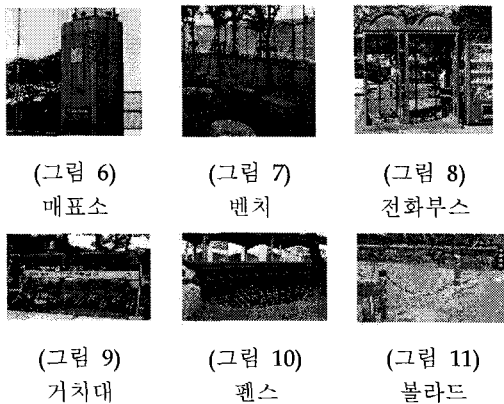 (그림 6) (그림 7) (그림 8)
매표소 벤치 전화부스
(그림 9) (그림 10) (그림 11)
거치대 펜스 볼라드